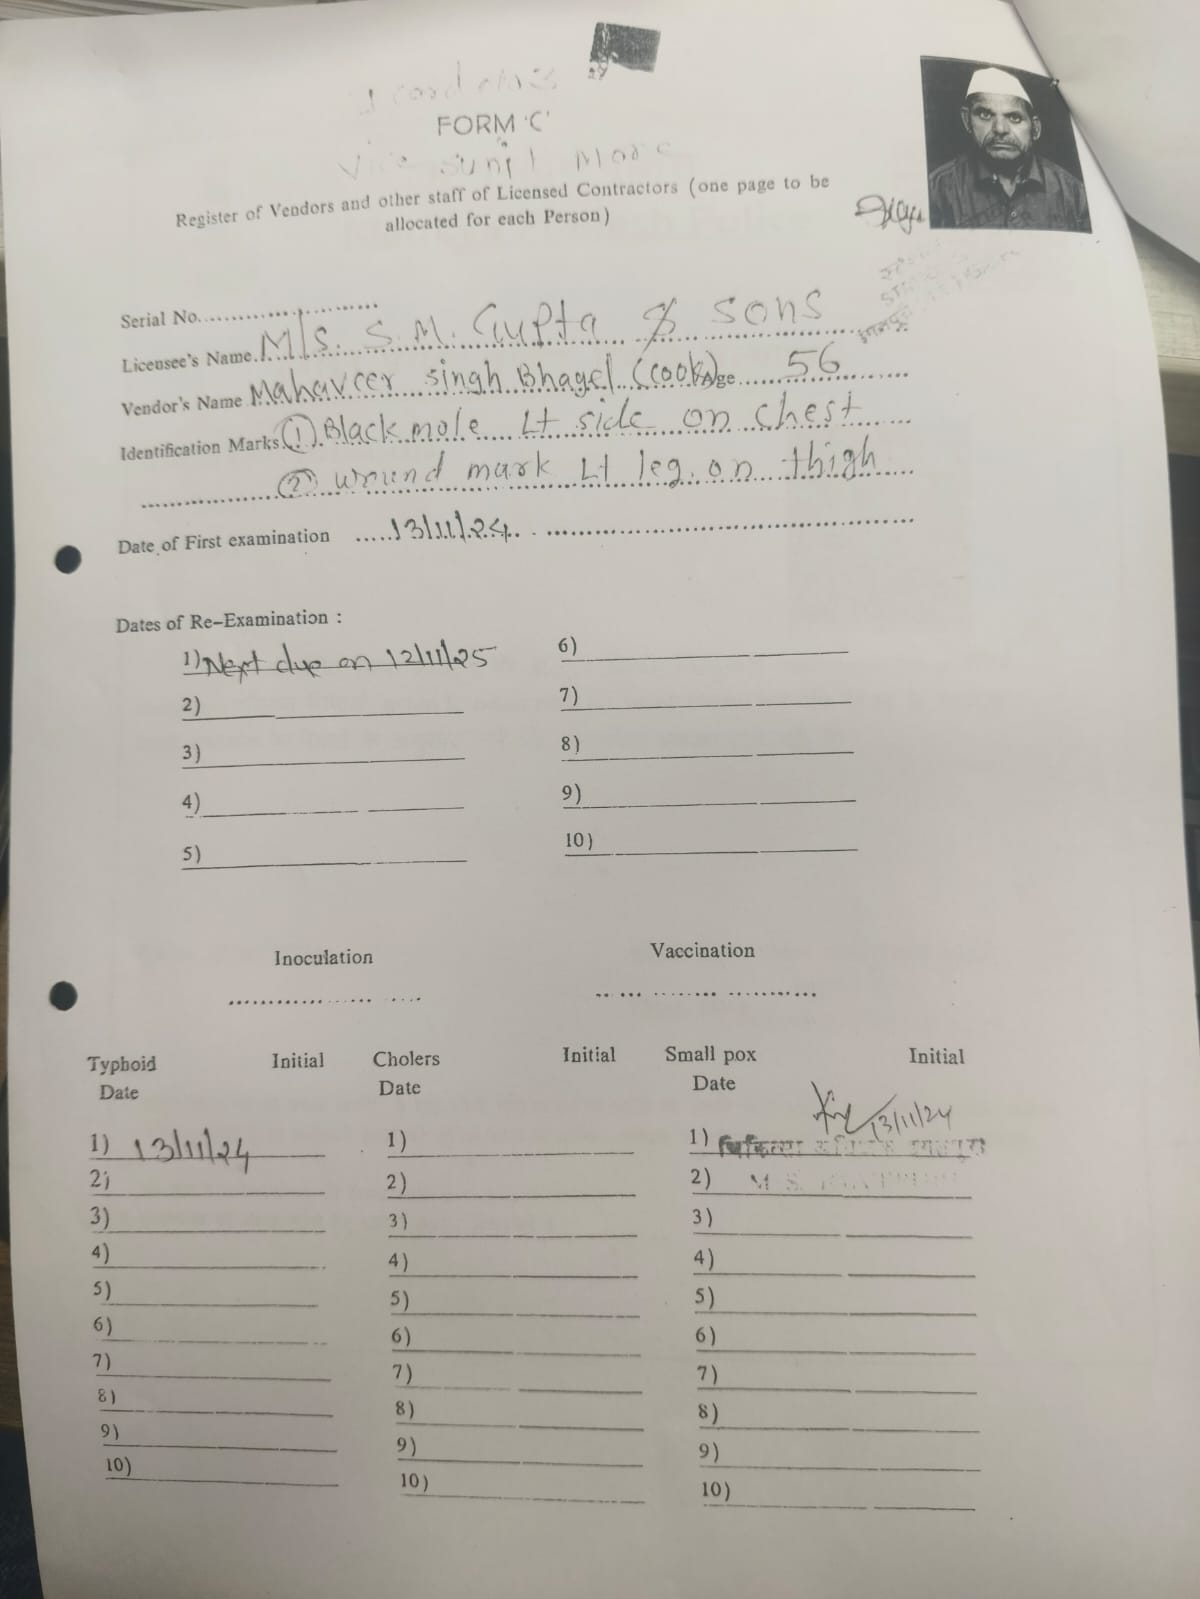 FORM 'C'
Vice Sunil More
Register of Vendors and other staff of Licensed Contractors (one page to be
allocated for each Person)
Serial No.
Licensee's Name M/s. S.M. Gupta & sons
Vendor's Name Mahaveer singh Bhagel (cook) Age 56
Identification Marks ① Black mole Lt side on chest
② wound mark Lt leg. on thigh
Date of First examination 13/11/24
Dates of Re-Examination :
1) Next due on 12/11/25 6)
2) 7)
3) 8)
4) 9)
5) 10)
Inoculation Vaccination
Typhoid Initial Cholers Initial Small pox Initial
Date Date Date
13/11/24
1) 13/11/24 1) 1) चिकित्सा
2) 2) 2) M S
3) 3) 3)
4) 4) 4)
5) 5) 5)
6) 6) 6)
7) 7) 7)
8) 8) 8)
9) 9) 9)
10) 10) 10)